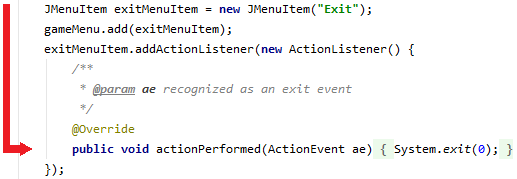 JMenuItem exitMenuItem = new JMenuItem("Exit");
gameMenu.add(exitMenuItem);
exitMenuItem.addActionListener(new ActionListener() {
/**
* @param ae recognized as an exit event
*/
@Override
public void actionPerformed(ActionEvent ae) { System.exit(0); }
});